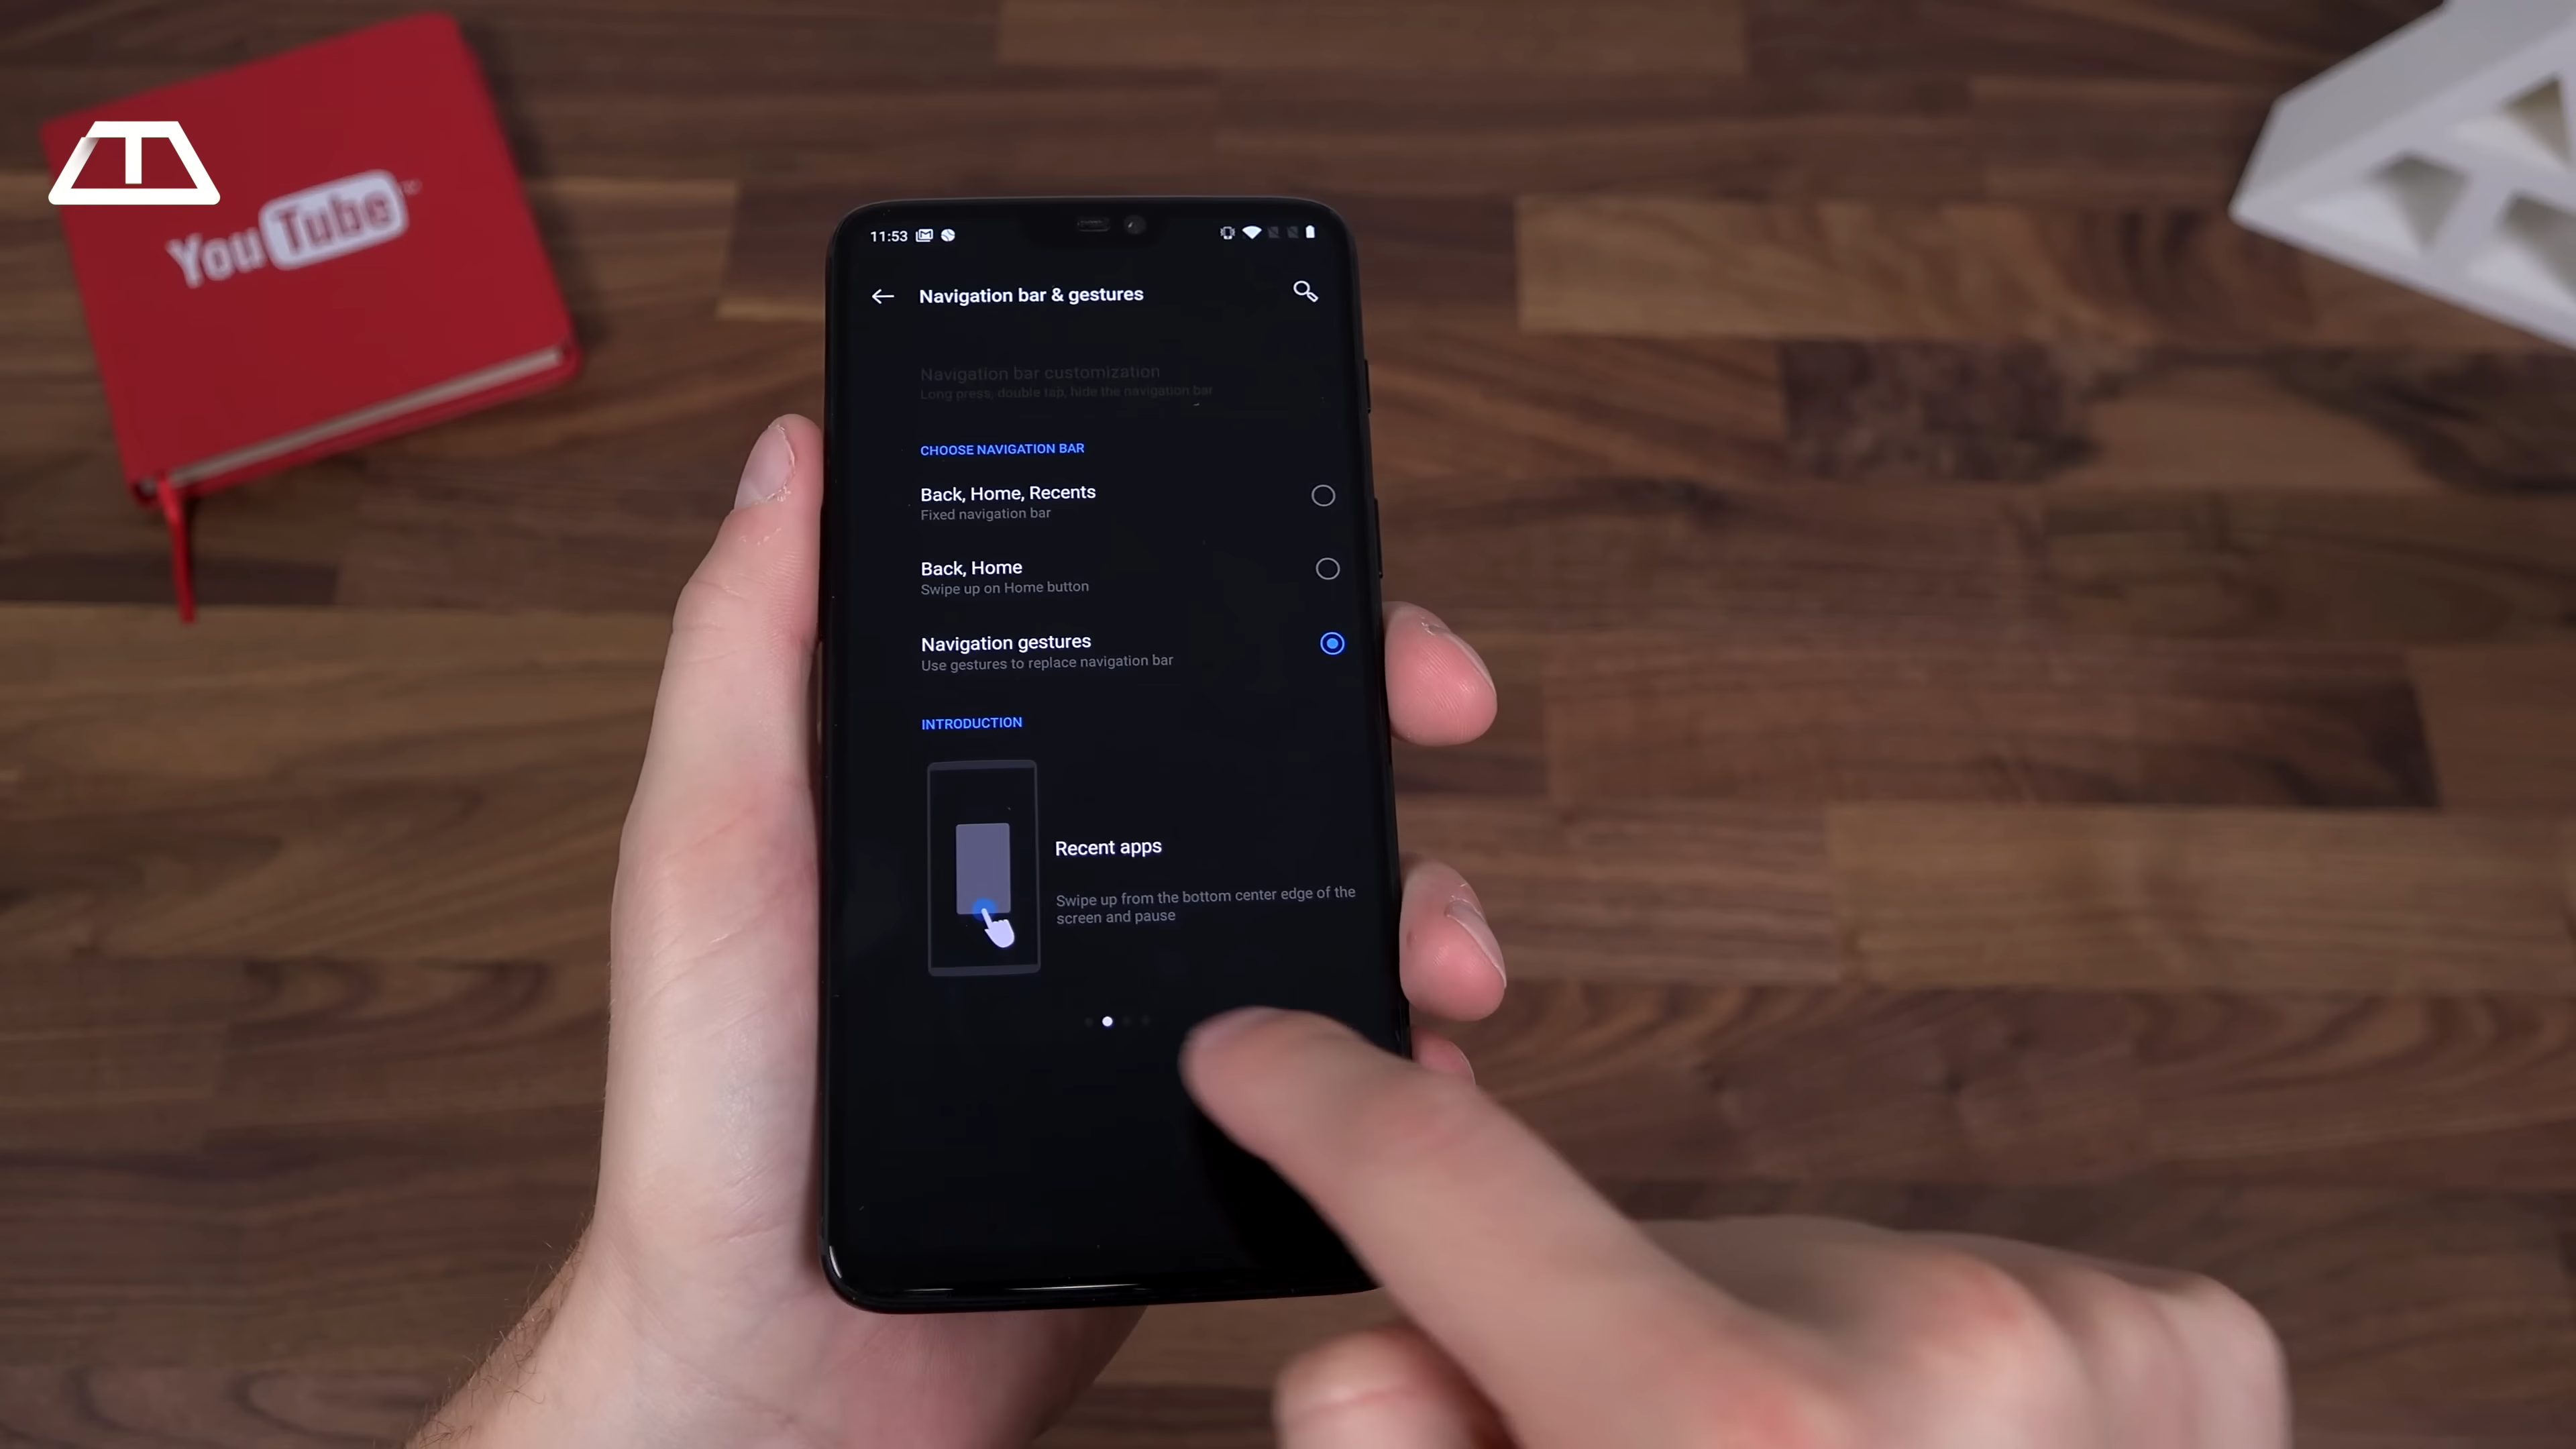 YouTube
11:53
Navigation bar & gestures
Navigation bar customization
Long press, double tap, hide the navigation bar
CHOOSE NAVIGATION BAR
Back, Home, Recents
Fixed navigation bar
Back, Home
Swipe up on Home button
Navigation gestures
Use gestures to replace navigation bar
INTRODUCTION
Recent apps
Swipe up from the bottom center edge of the
screen and pause